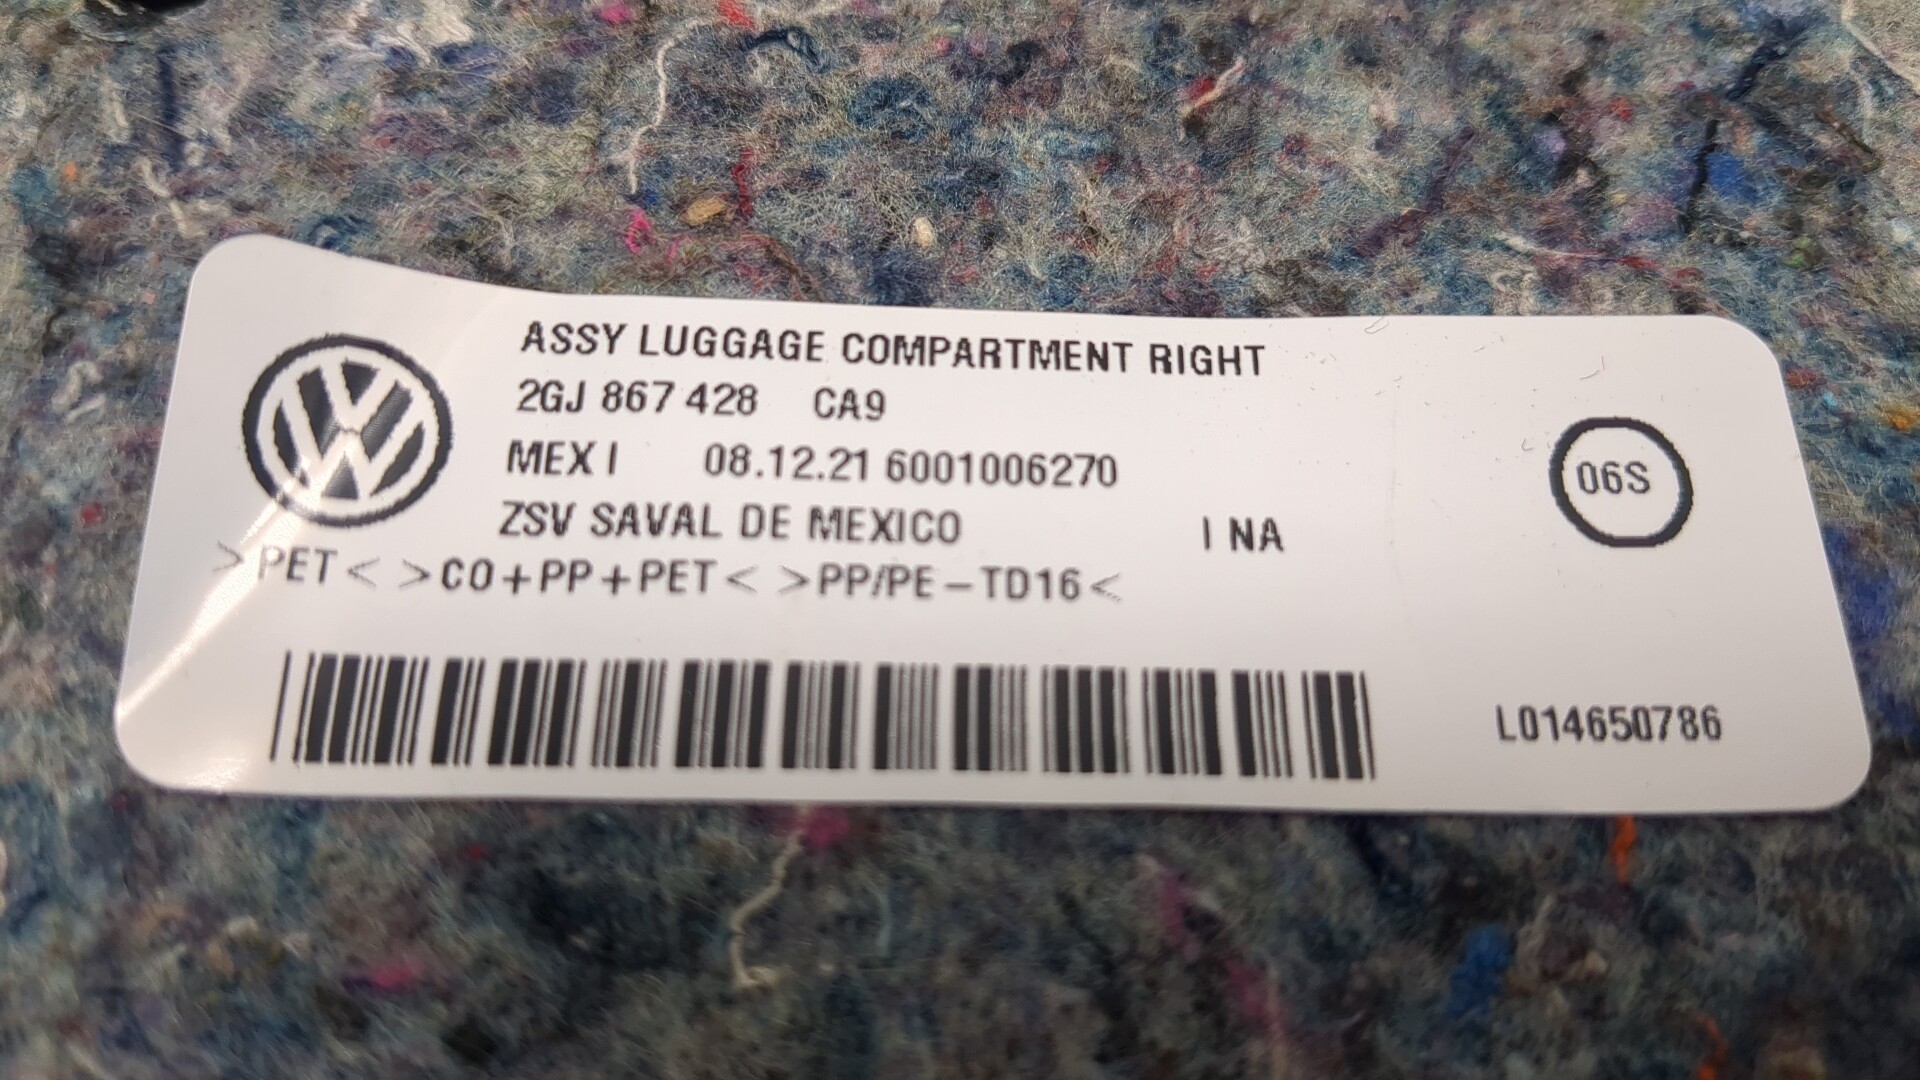 ASSY LUGGAGE COMPARTMENT RIGHT
2GJ 867 428 CA9
MEX I 08.12.21 6001006270
06S
ZSV SAVAL DE MEXICO I NA
>PET< >CO+PP+PET< >PP/PE-TD16<
L014650786